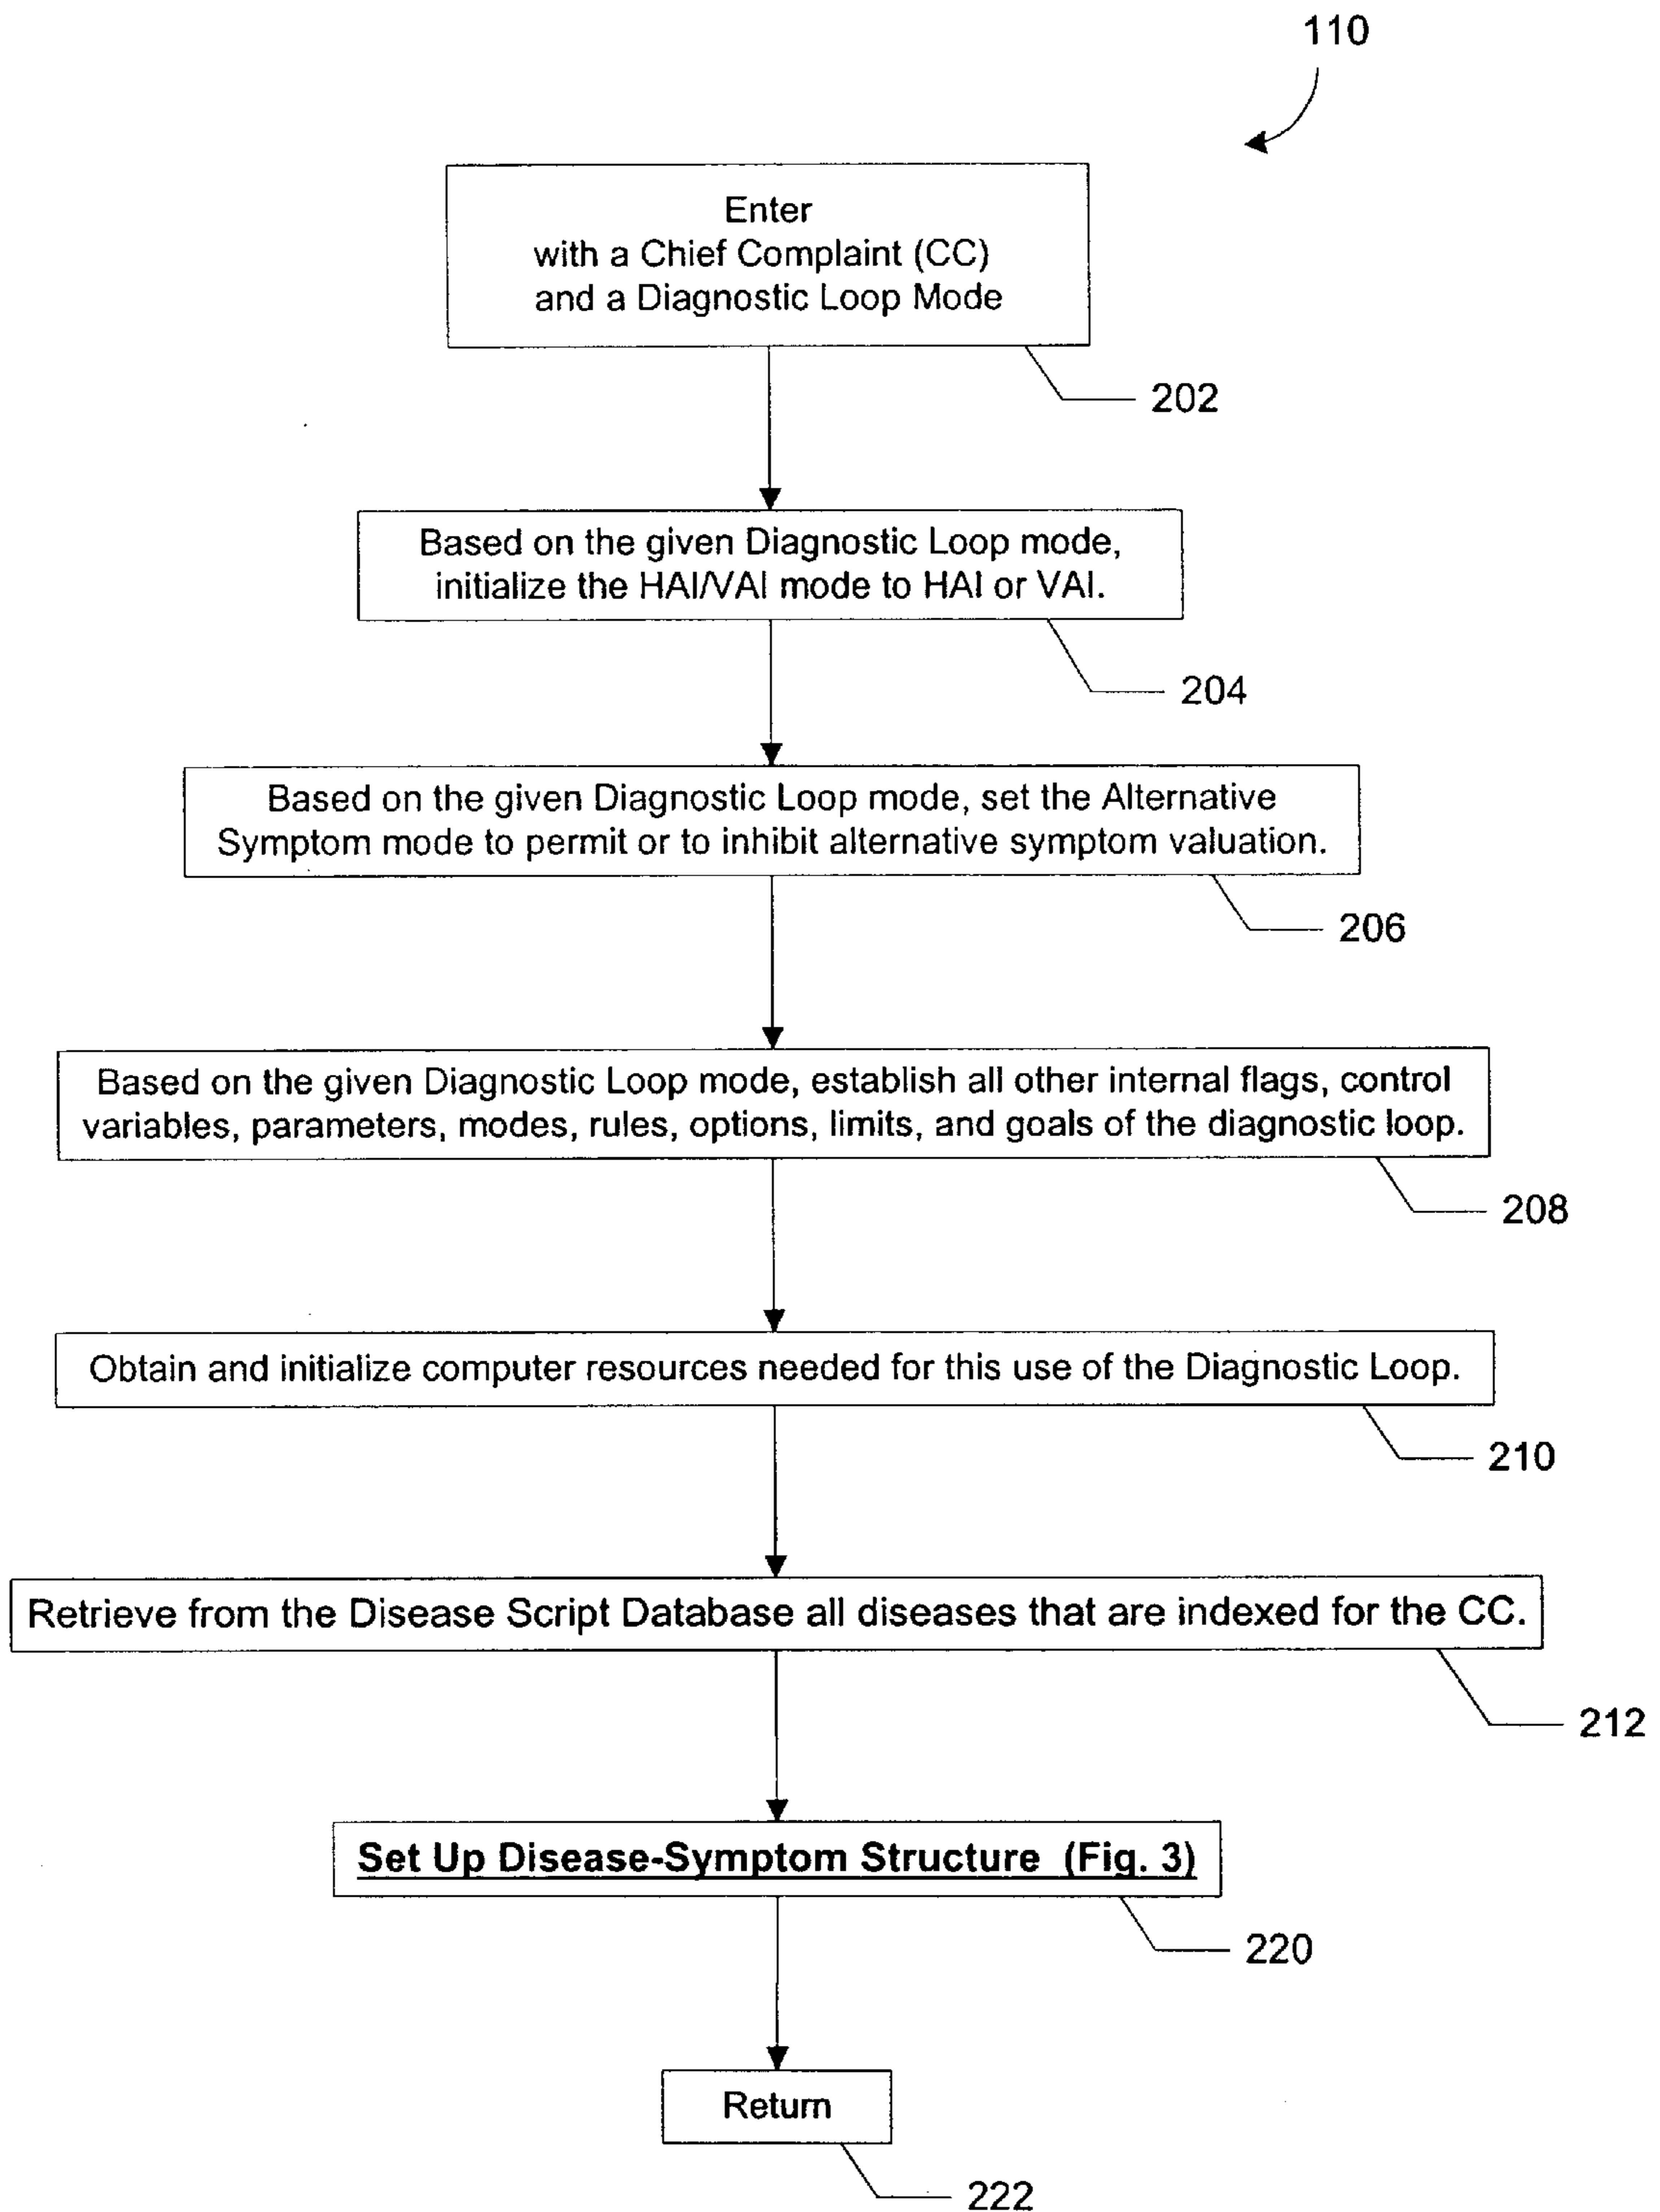 110
Enter
with a Chief Complaint (CC)
and a Diagnostic Loop Mode
202
Based on the given Diagnostic Loop mode,
initialize the HAI/VAI mode to HAI or VAI.
204
Based on the given Diagnostic Loop mode, set the Alternative
Symptom mode to permit or to inhibit alternative symptom valuation.
206
Based on the given Diagnostic Loop mode, establish all other internal flags, control
variables, parameters, modes, rules, options, limits, and goals of the diagnostic loop.
208
Obtain and initialize computer resources needed for this use of the Diagnostic Loop.
210
Retrieve from the Disease Script Database all diseases that are indexed for the CC.
212
Set Up Disease-Symptom Structure (Fig. 3)
220
Return
222